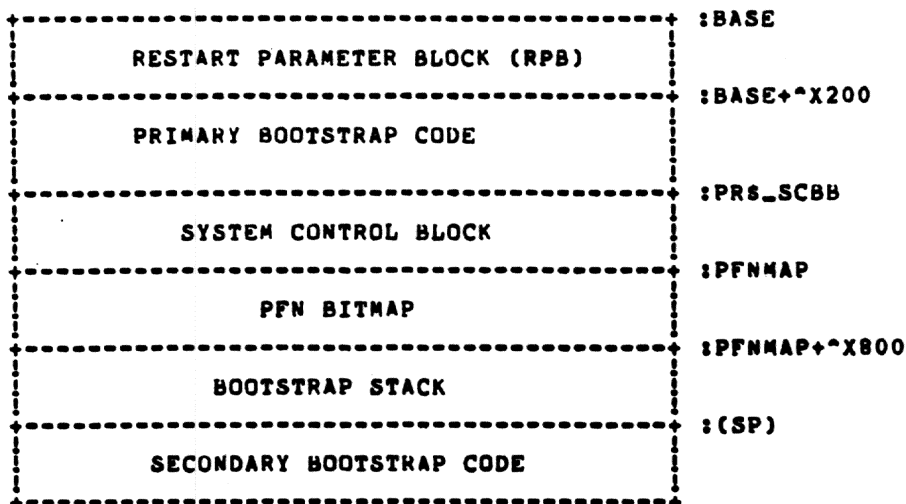 :BASE
RESTART PARAMETER BLOCK (RPB)
:BASE+^X200
PRIMARY BOOTSTRAP CODE
:PR$_SCBB
SYSTEM CONTROL BLOCK
:PFNMAP
PFN BITMAP
:PFNMAP+^X800
BOOTSTRAP STACK
:(SP)
SECONDARY BOOTSTRAP CODE